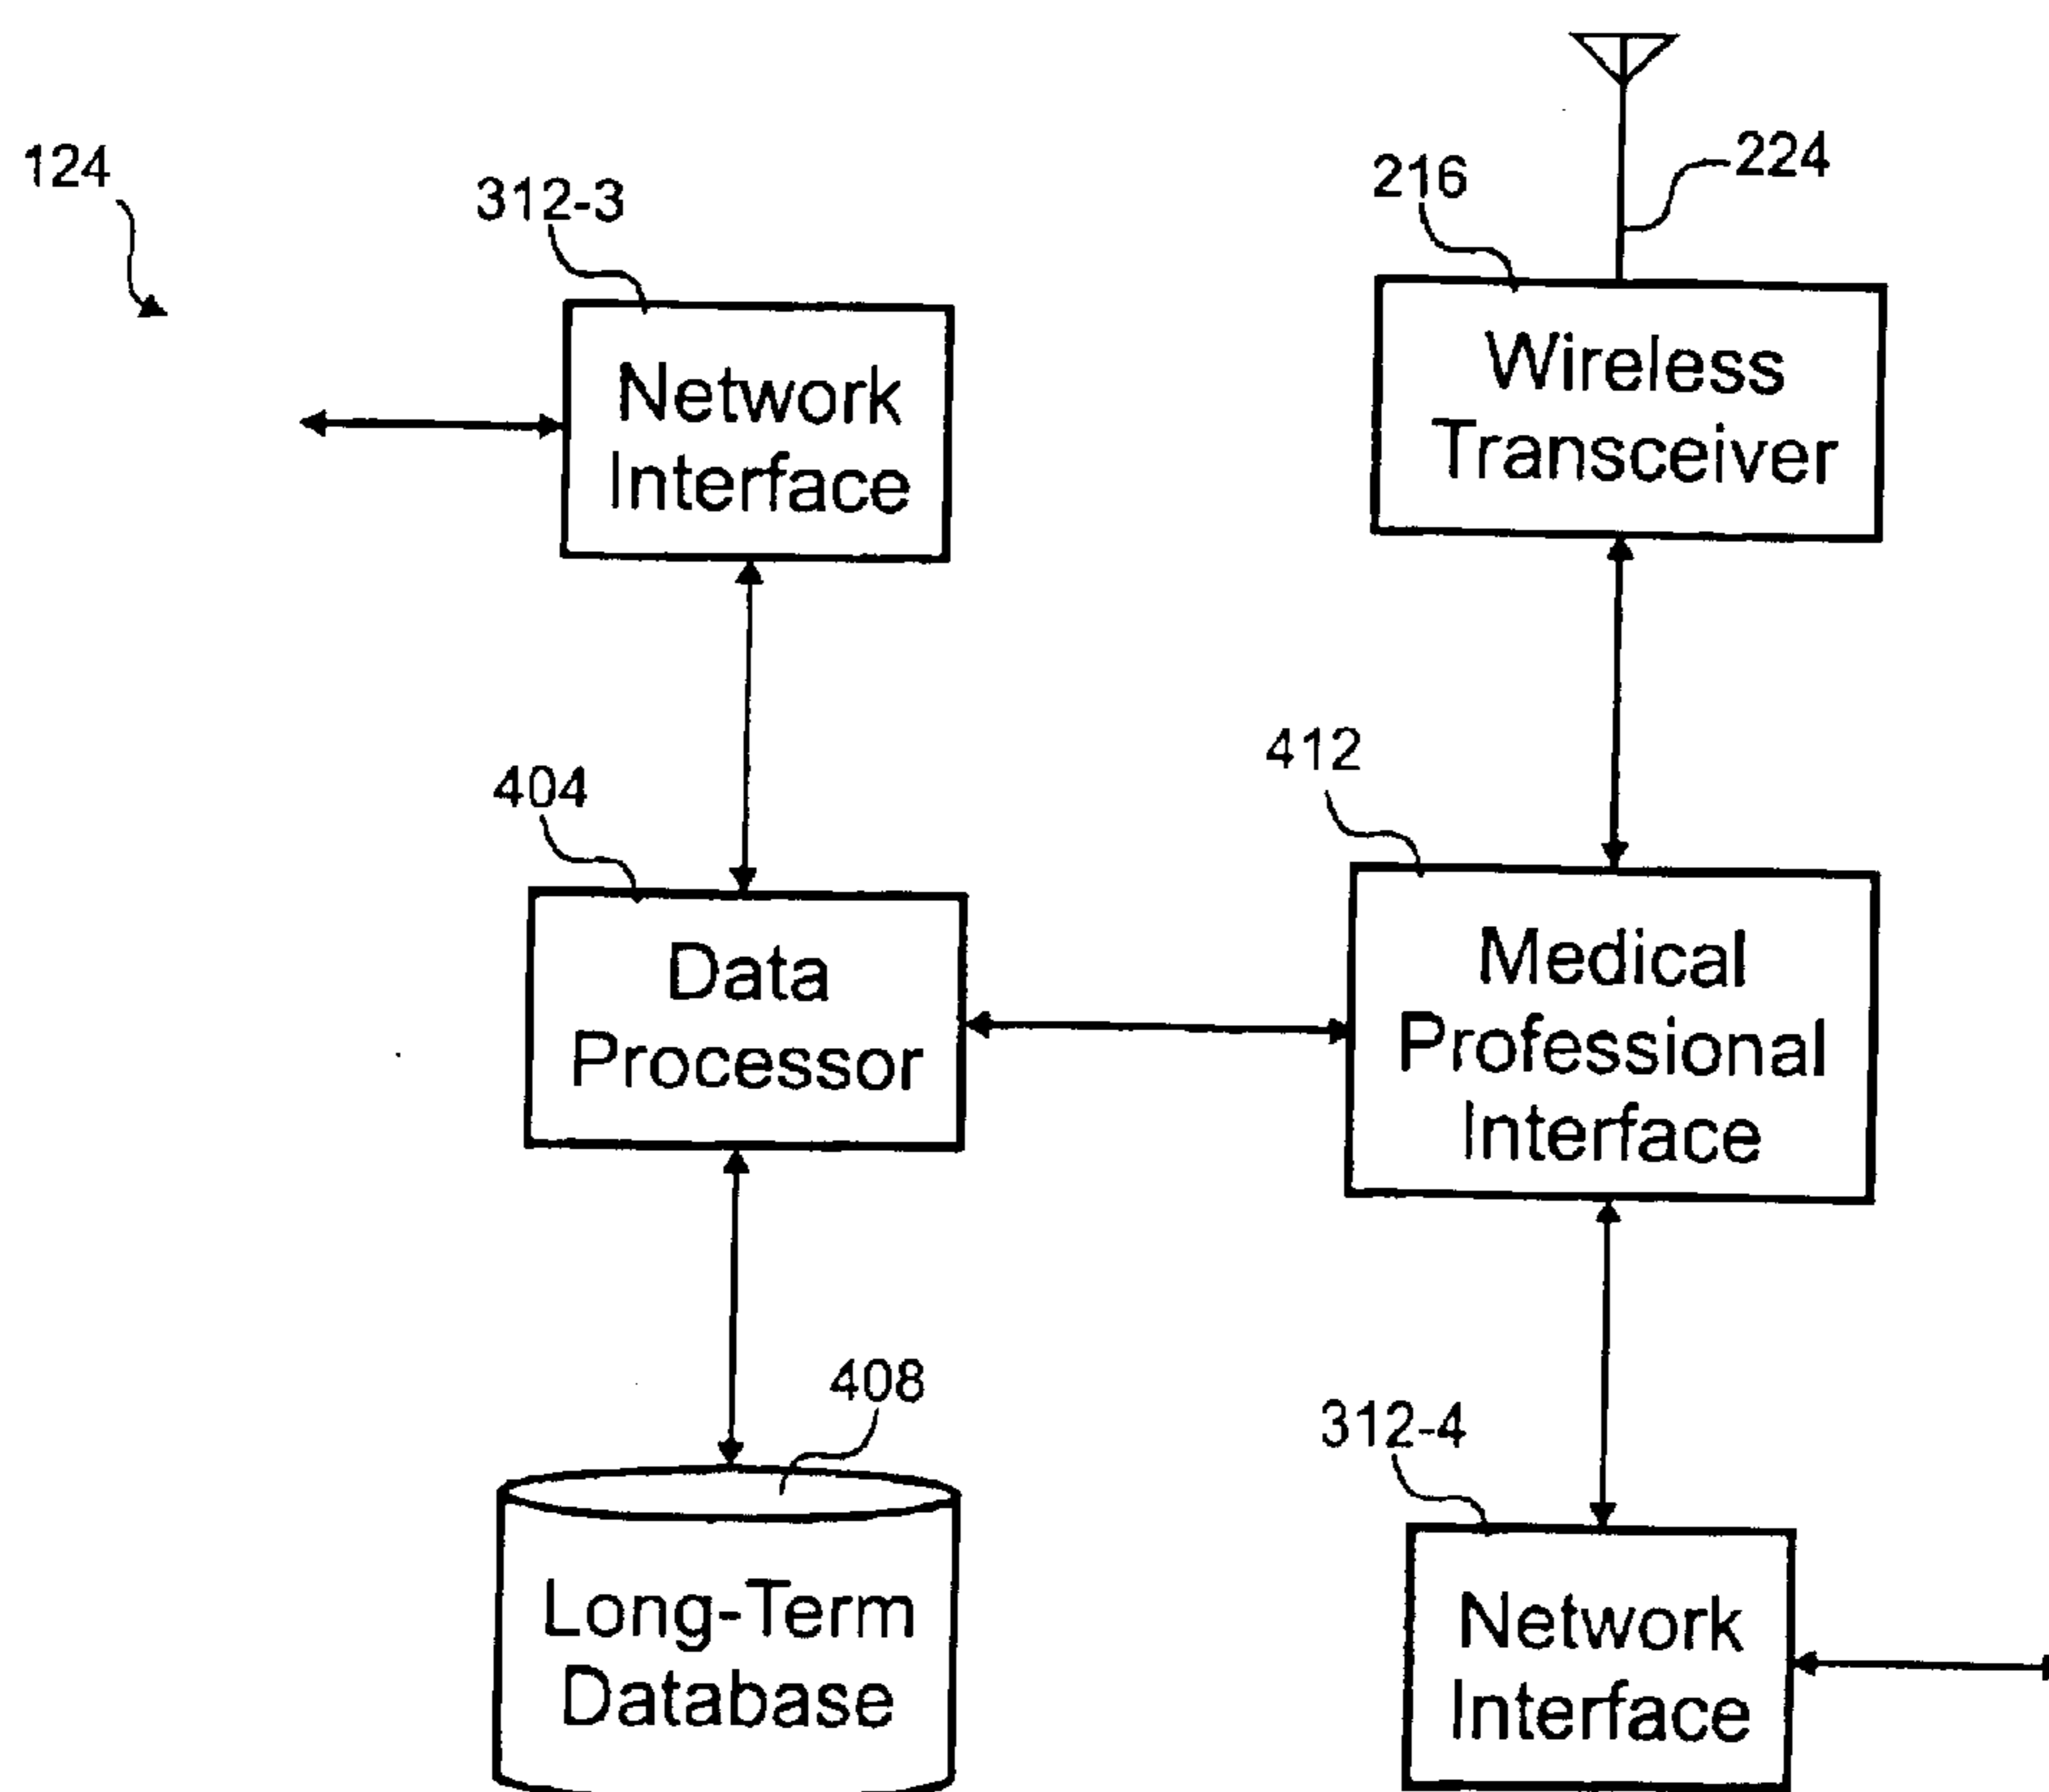 124
312-3
216
224
Network
Interface
Wireless
Transceiver
404
412
Data
Processor
Medical
Professional
Interface
408
312-4
Long-Term
Database
Network
Interface